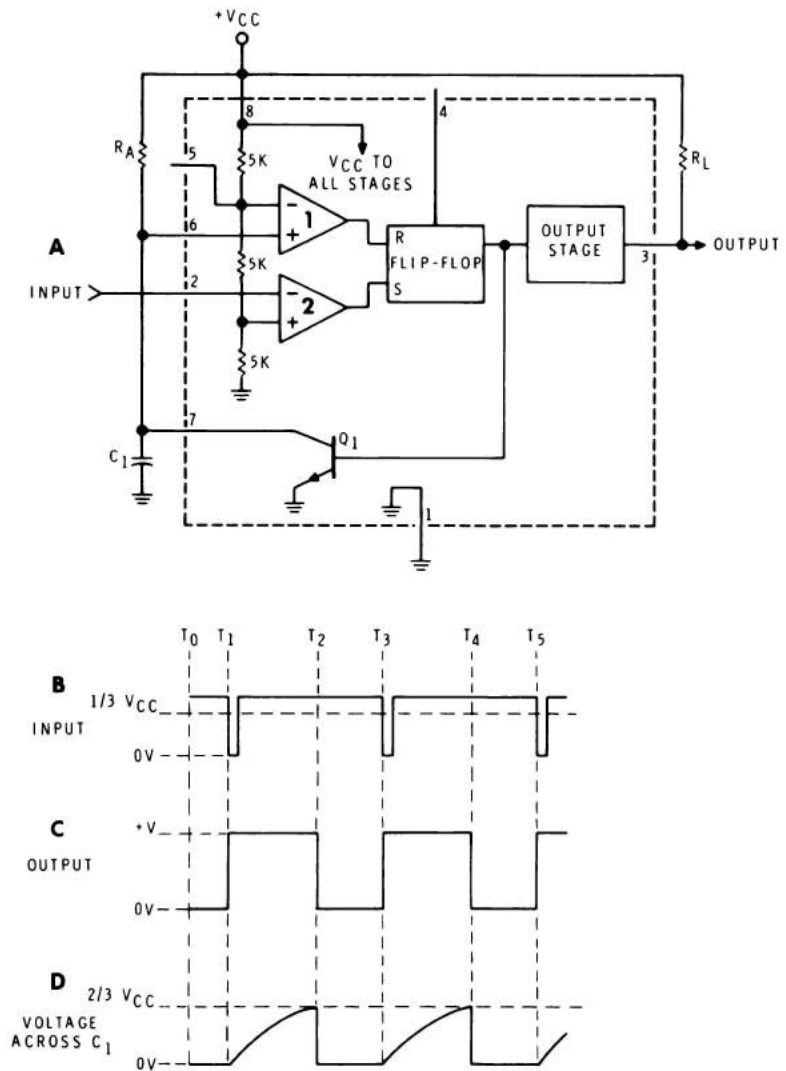 +VCC
8
4
RA
5
5K
VCC TO
ALL STAGES
RL
A
6
- 1
+
R
FLIP-FLOP
S
OUTPUT
STAGE
3
OUTPUT
5K
INPUT
2
- 2
+
5K
7
Q1
C1
1
T0 T1 T2 T3 T4 T5
B
1/3 VCC
INPUT
0V
C
+V
OUTPUT
0V
D
2/3 VCC
VOLTAGE
ACROSS C1
0V